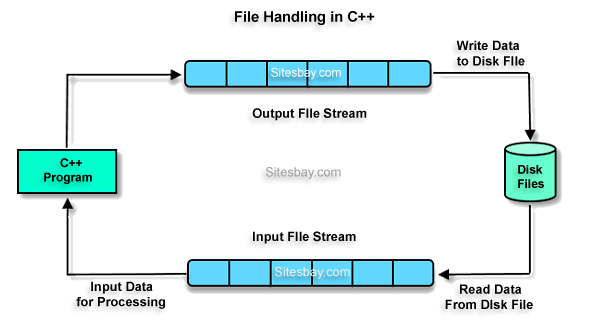 File Handling in C++
Write Data
to Disk FIle
Sitesbay.com
Output FIle Stream
C++
Program
Sitesbay.com
Disk
Files
Input FIle Stream
Sitesbay.com
Input Data
for Processing
Read Data
From DIsk File